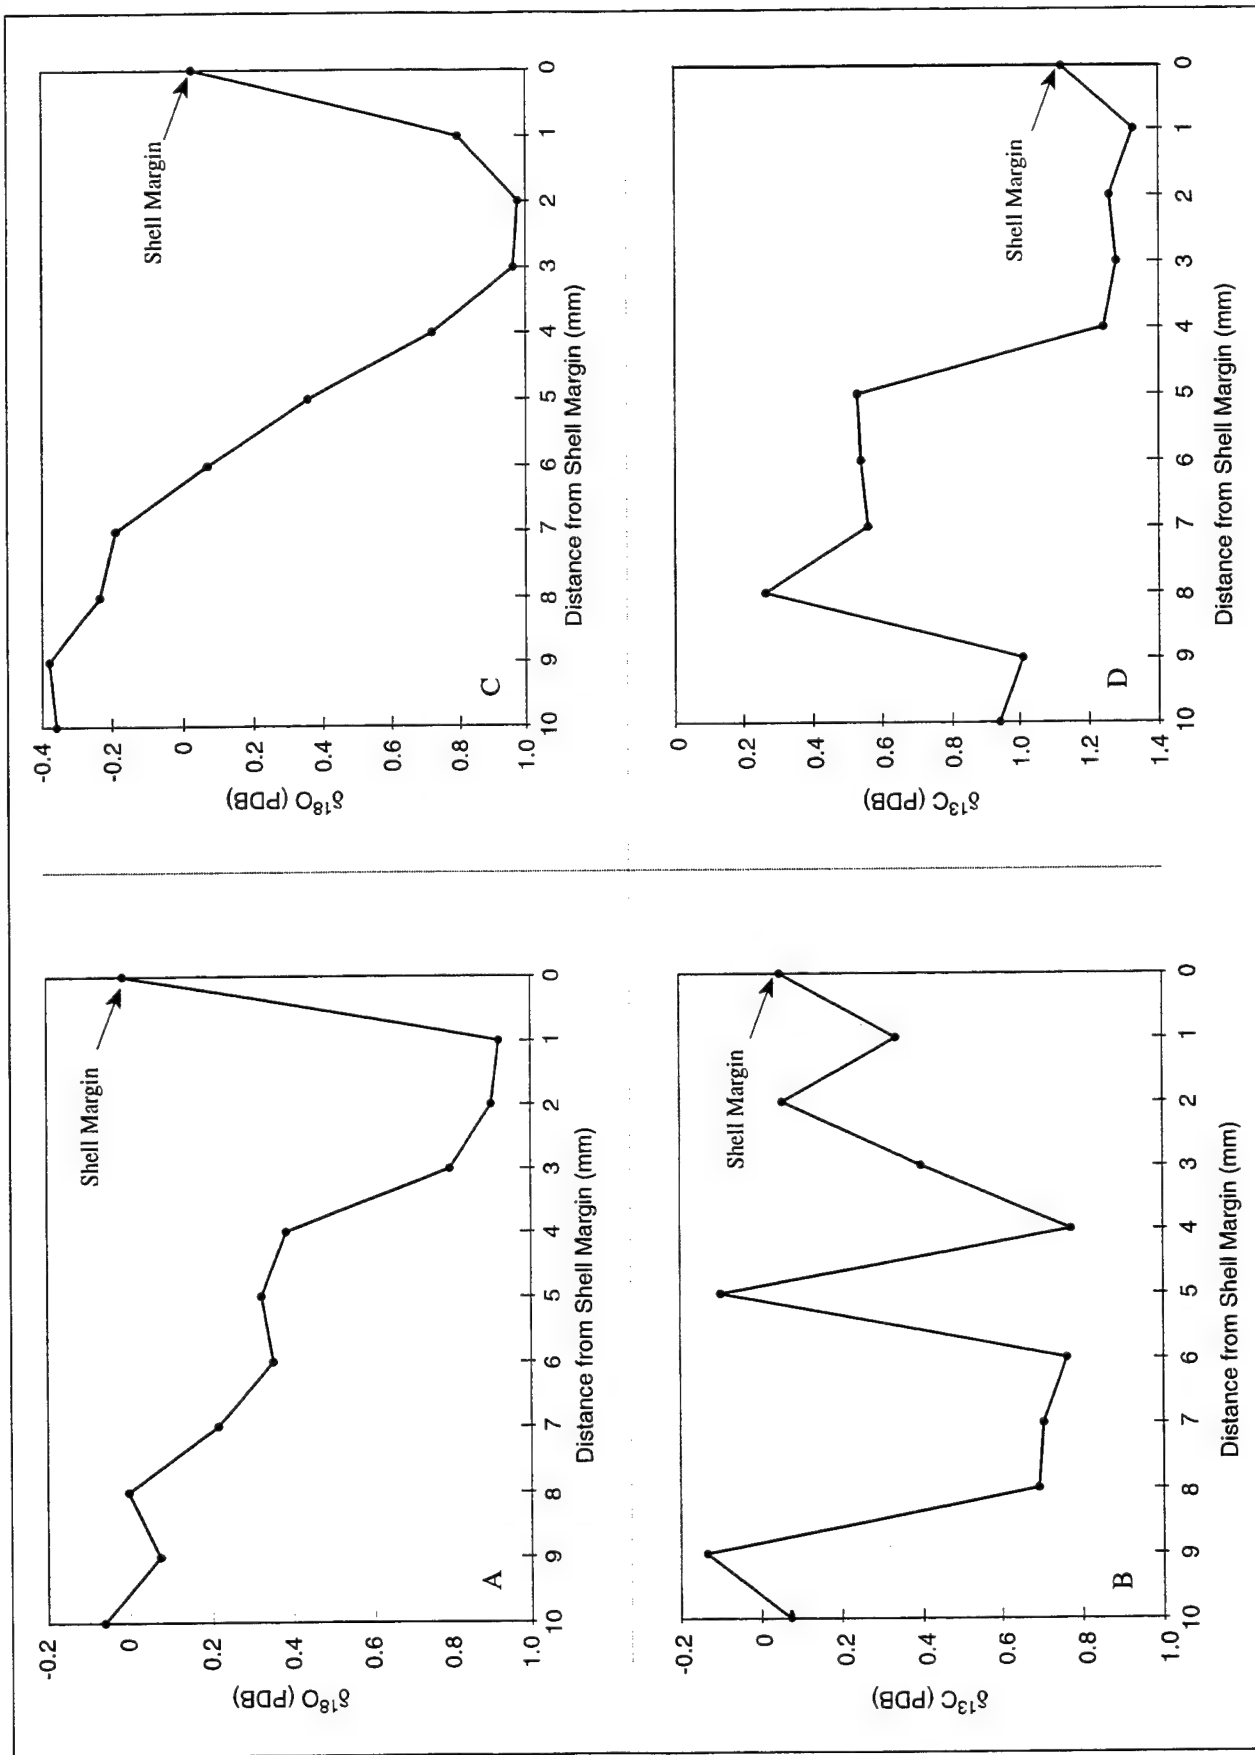 -0.2
0
0.2
0.4
0.6
0.8
1.0
δ¹⁸O (PDB)
Shell Margin
A
10 9 8 7 6 5 4 3 2 1 0
Distance from Shell Margin (mm)
-0.4
-0.2
0
0.2
0.4
0.6
0.8
1.0
δ¹⁸O (PDB)
Shell Margin
C
10 9 8 7 6 5 4 3 2 1 0
Distance from Shell Margin (mm)
-0.2
0
0.2
0.4
0.6
0.8
1.0
δ¹³C (PDB)
Shell Margin
B
10 9 8 7 6 5 4 3 2 1 0
Distance from Shell Margin (mm)
0
0.2
0.4
0.6
0.8
1.0
1.2
1.4
δ¹³C (PDB)
Shell Margin
D
10 9 8 7 6 5 4 3 2 1 0
Distance from Shell Margin (mm)